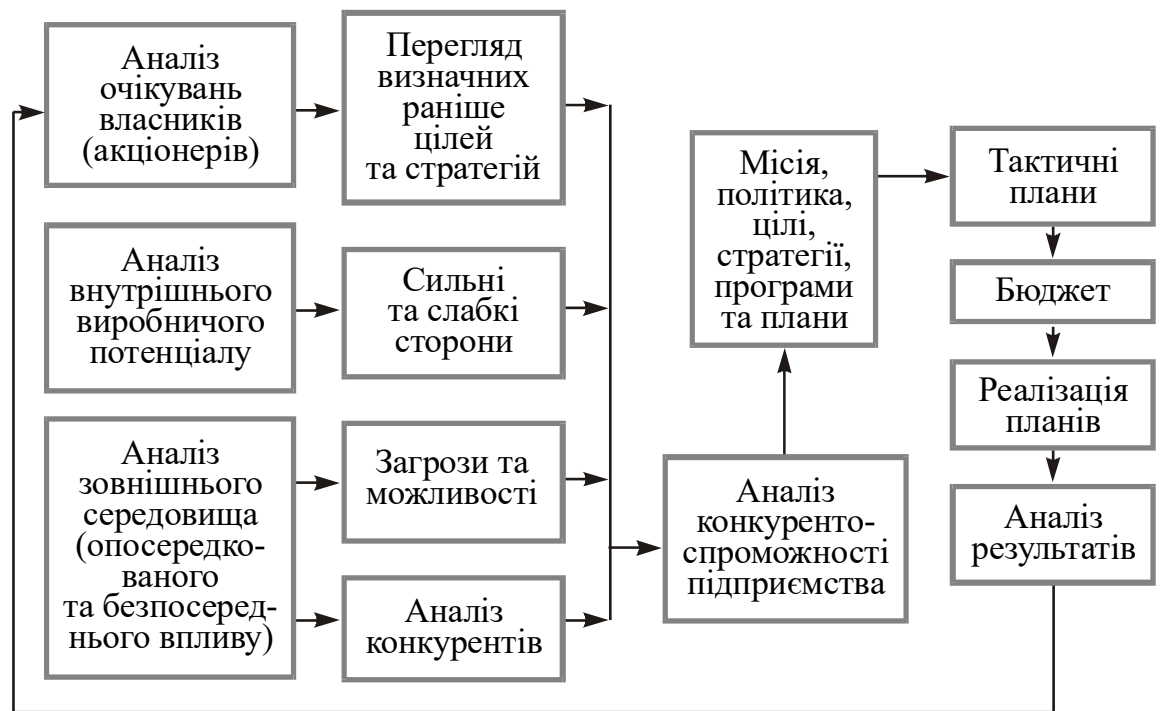 Аналіз
очікувань
власників
(акціонерів)
Перегляд
визначних
раніше
цілей
та стратегій
Аналіз
внутрішнього
виробничого
потенціалу
Сильні
та слабкі
сторони
Аналіз
зовнішнього
середовища
(опосередко-
ваного
та безпосеред-
нього впливу)
Загрози та
можливості
Аналіз
конкурентів
Аналіз
конкуренто-
спроможності
підприємства
Місія,
політика,
цілі,
стратегії,
програми
та плани
Тактичні
плани
Бюджет
Реалізація
планів
Аналіз
результатів